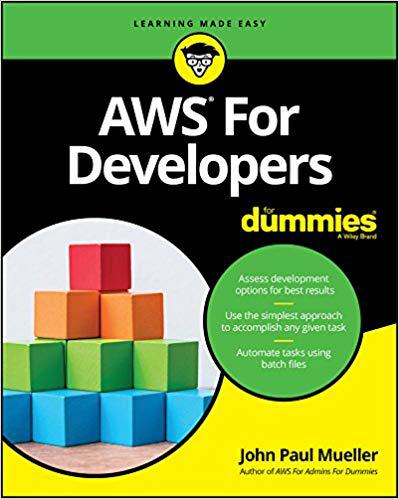 LEARNING MADE EASY
AWS® For
Developers
for
dummies®
A Wiley Brand
Assess development
options for best results
Use the simplest approach
to accomplish any given task
Automate tasks using
batch files
John Paul Mueller
Author of AWS For Admins For Dummies